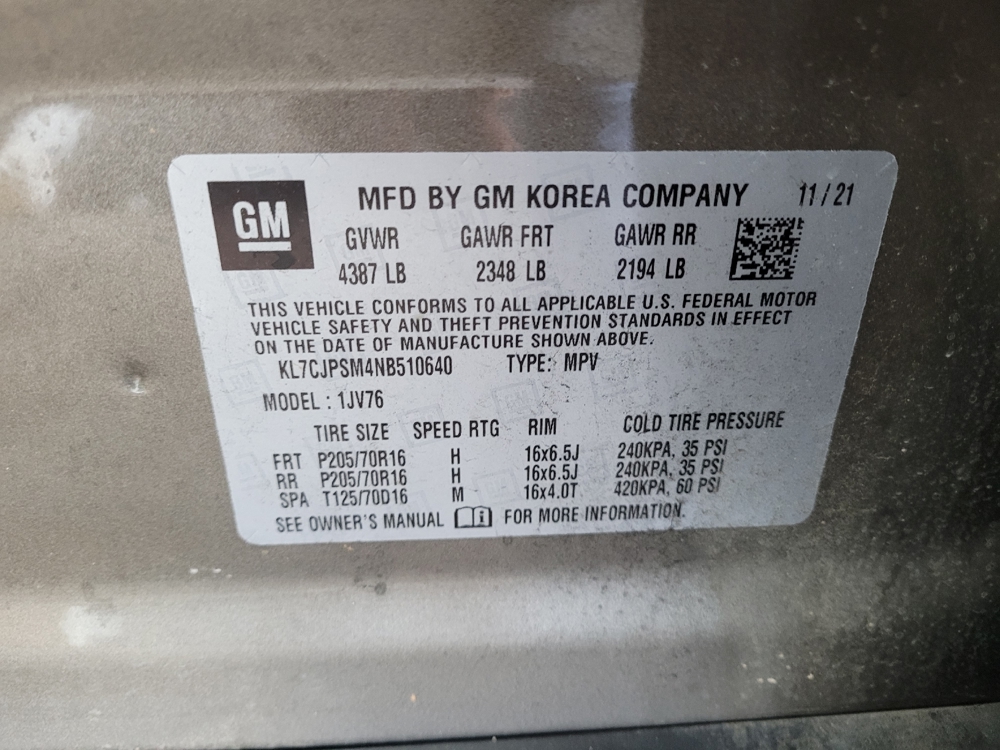 GM
MFD BY GM KOREA COMPANY 11/21
GVWR GAWR FRT GAWR RR
4387 LB 2348 LB 2194 LB
THIS VEHICLE CONFORMS TO ALL APPLICABLE U.S. FEDERAL MOTOR
VEHICLE SAFETY AND THEFT PREVENTION STANDARDS IN EFFECT
ON THE DATE OF MANUFACTURE SHOWN ABOVE.
KL7CJPSM4NB510640 TYPE: MPV
MODEL : 1JV76
TIRE SIZE SPEED RTG RIM COLD TIRE PRESSURE
FRT P205/70R16 H 16x6.5J 240KPA, 35 PSI
RR P205/70R16 H 16x6.5J 240KPA, 35 PSI
SPA T125/70D16 M 16x4.0T 420KPA, 60 PSI
SEE OWNER'S MANUAL FOR MORE INFORMATION.